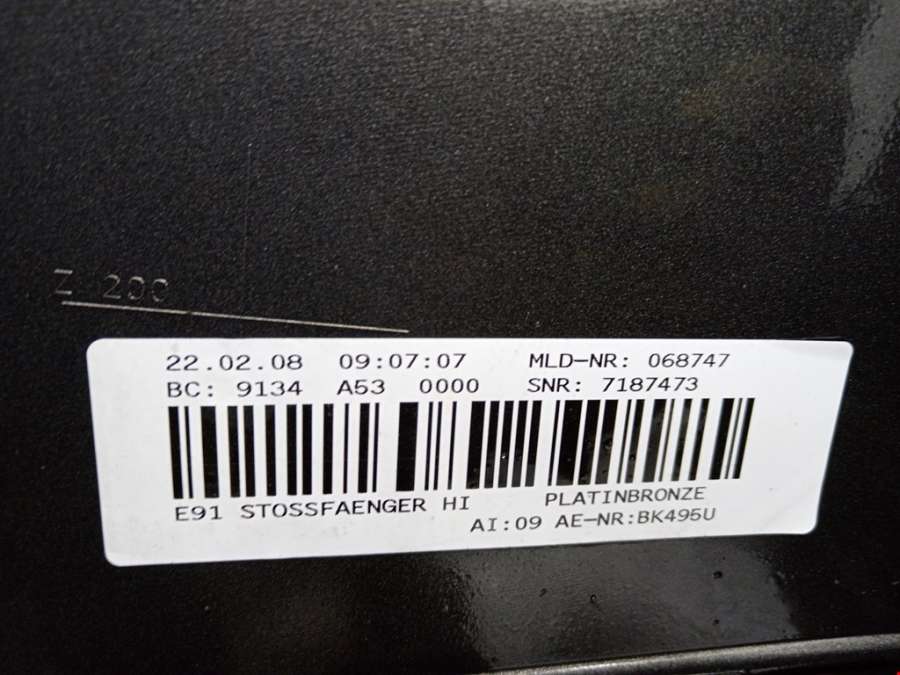 Z 200
22.02.08 09:07:07 MLD-NR: 068747
BC: 9134 A53 0000 SNR: 7187473
E91 STOSSFAENGER HI PLATINBRONZE
AI:09 AE-NR:BK495U